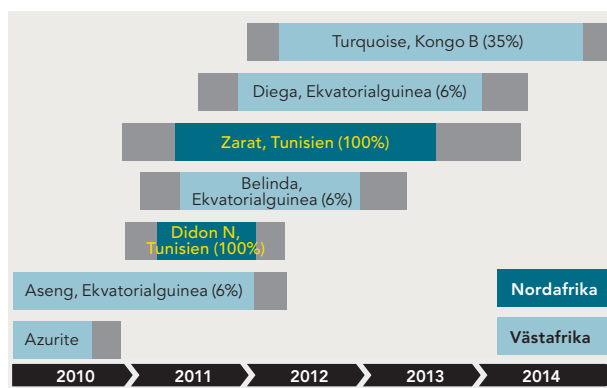 Turquoise, Kongo B (35%)
Diega, Ekvatorialguinea (6%)
Zarat, Tunisien (100%)
Belinda,
Ekvatorialguinea (6%)
Didon N,
Tunisien (100%)
Aseng, Ekvatorialguinea (6%)
Nordafrika
Azurite
Västafrika
2010 2011 2012 2013 2014